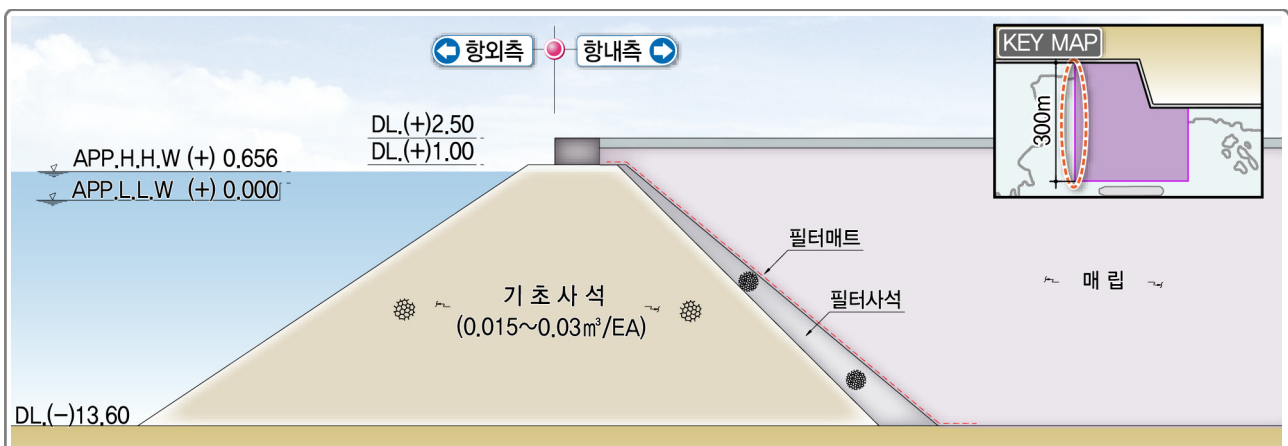 항외측 항내측
KEY MAP
300m
DL.(+)2.50
DL.(+)1.00
APP.H.H.W (+) 0.656
APP.L.L.W (+) 0.000
필터매트
필터사석
매 립
기 초 사 석
(0.015~0.03㎥/EA)
DL.(-)13.60